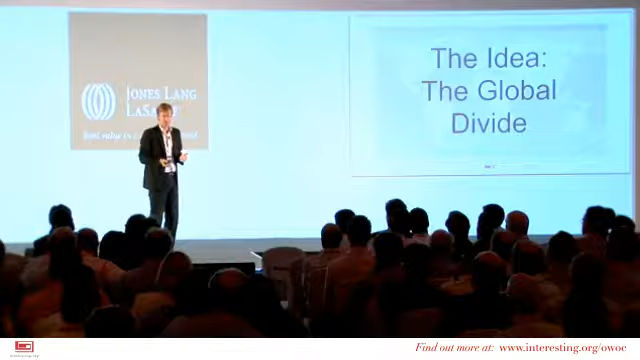 JONES LANG
LASALLE
The Idea:
The Global
Divide
Find out more at: www.interesting.org/owoc